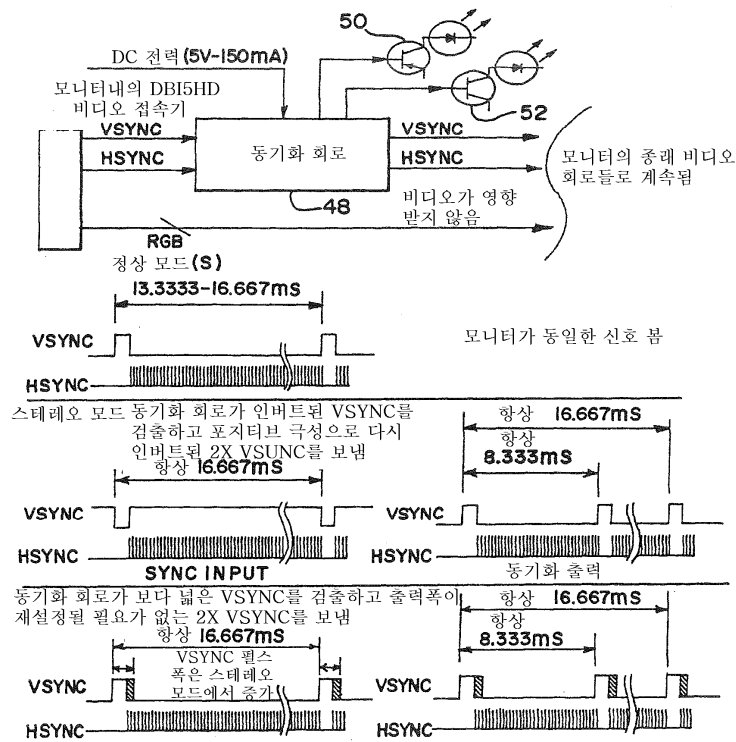 50
DC 전력(5V-150mA)
모니터내의 DBI5HD
비디오 접속기
52
VSYNC
VSYNC
HSYNC
동기화 회로
HSYNC
모니터의 종래 비디오
회로들로 계속됨
48
비디오가 영향
받지 않음
RGB
정상 모드(S)
13.3333-16.667mS
VSYNC
모니터가 동일한 신호 봄
HSYNC
스테레오 모드 동기화 회로가 인버트된 VSYNC를
검출하고 포지티브 극성으로 다시
인버트된 2X VSUNC를 보냄
항상 16.667mS
항상 16.667mS
항상
8.333mS
VSYNC
VSYNC
HSYNC
HSYNC
SYNC INPUT
동기화 출력
동기화 회로가 보다 넓은 VSYNC를 검출하고 출력폭이
재설정될 필요가 없는 2X VSYNC를 보냄
항상 16.667mS
항상 16.667mS
항상
8.333mS
VSYNC 펄스
폭은 스테레오
모드에서 증가
VSYNC
VSYNC
HSYNC
HSYNC